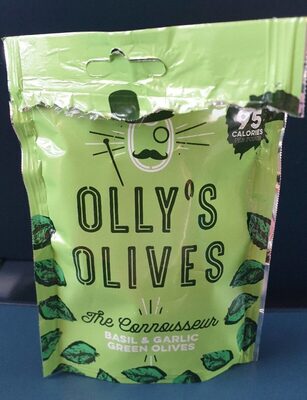 95
CALORIES
OLLY'S
OLIVES
The Connoisseur
BASIL & GARLIC
GREEN OLIVES